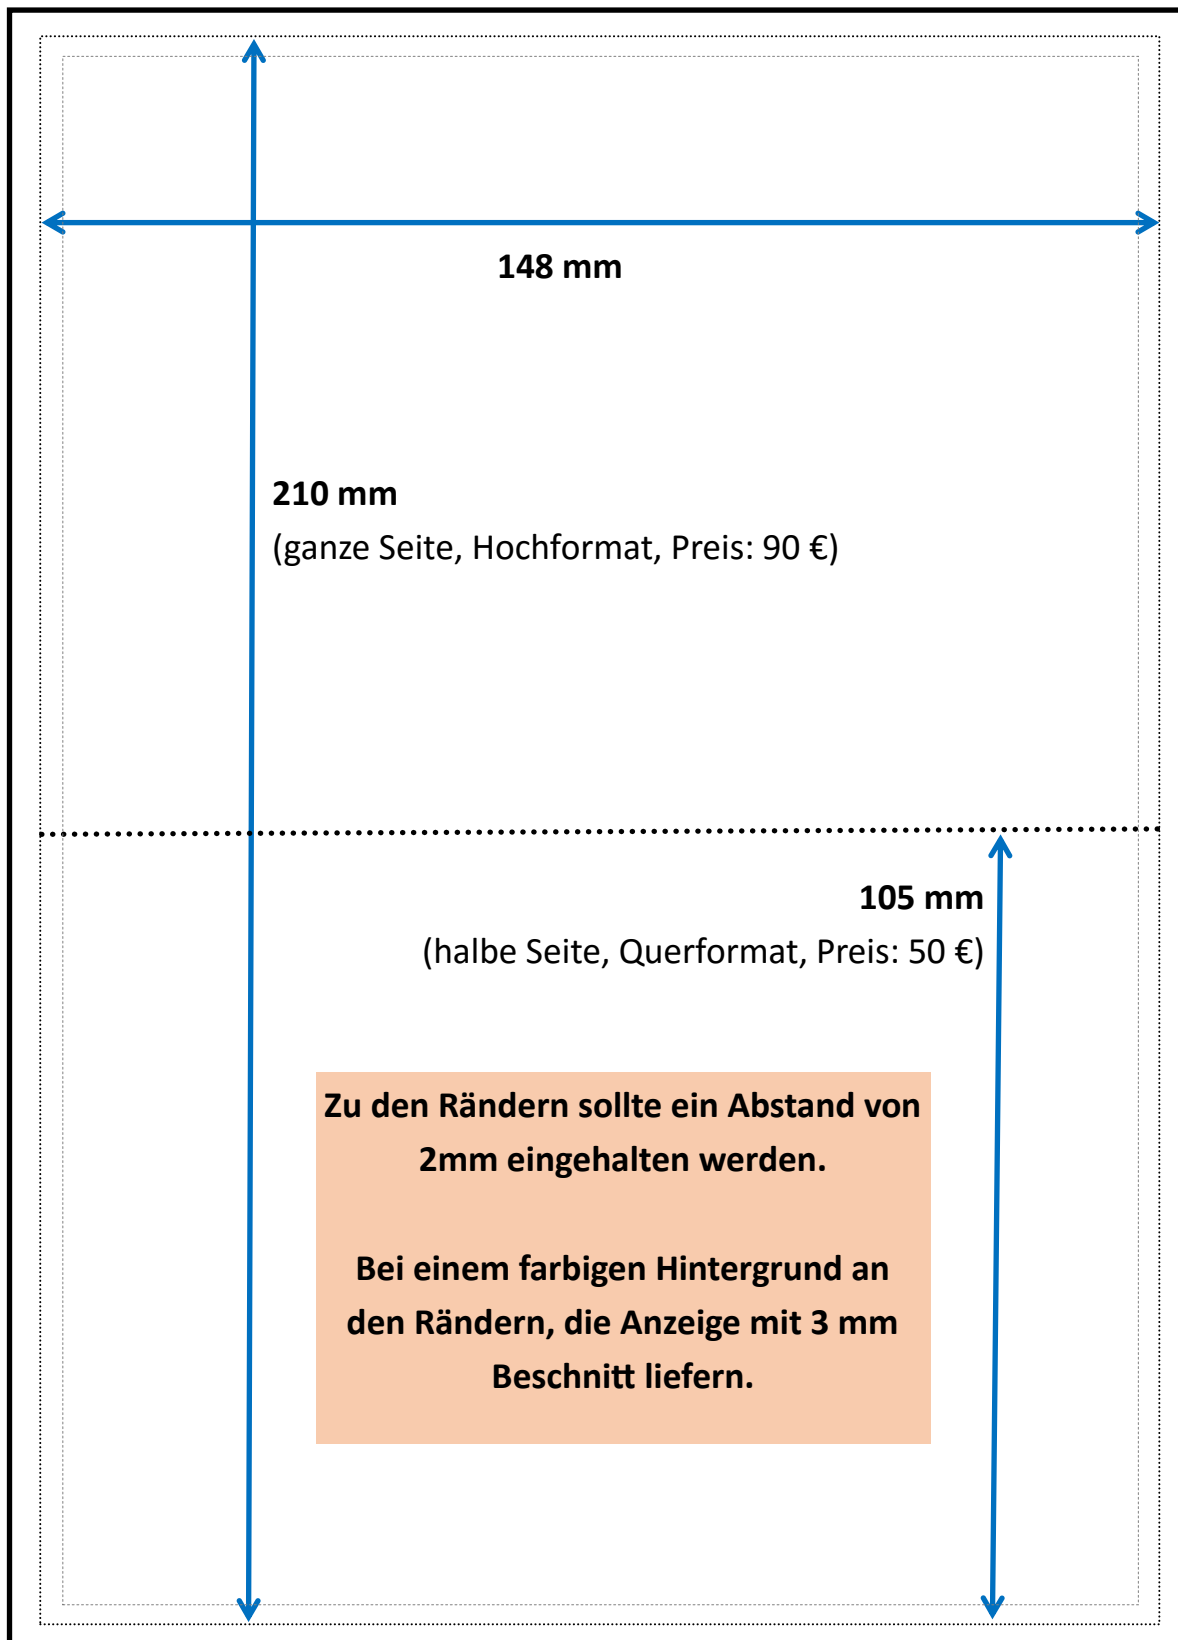 148 mm
210 mm
(ganze Seite, Hochformat, Preis: 90 €)
105 mm
(halbe Seite, Querformat, Preis: 50 €)
Zu den Rändern sollte ein Abstand von
2mm eingehalten werden.
Bei einem farbigen Hintergrund an
den Rändern, die Anzeige mit 3 mm
Beschnitt liefern.